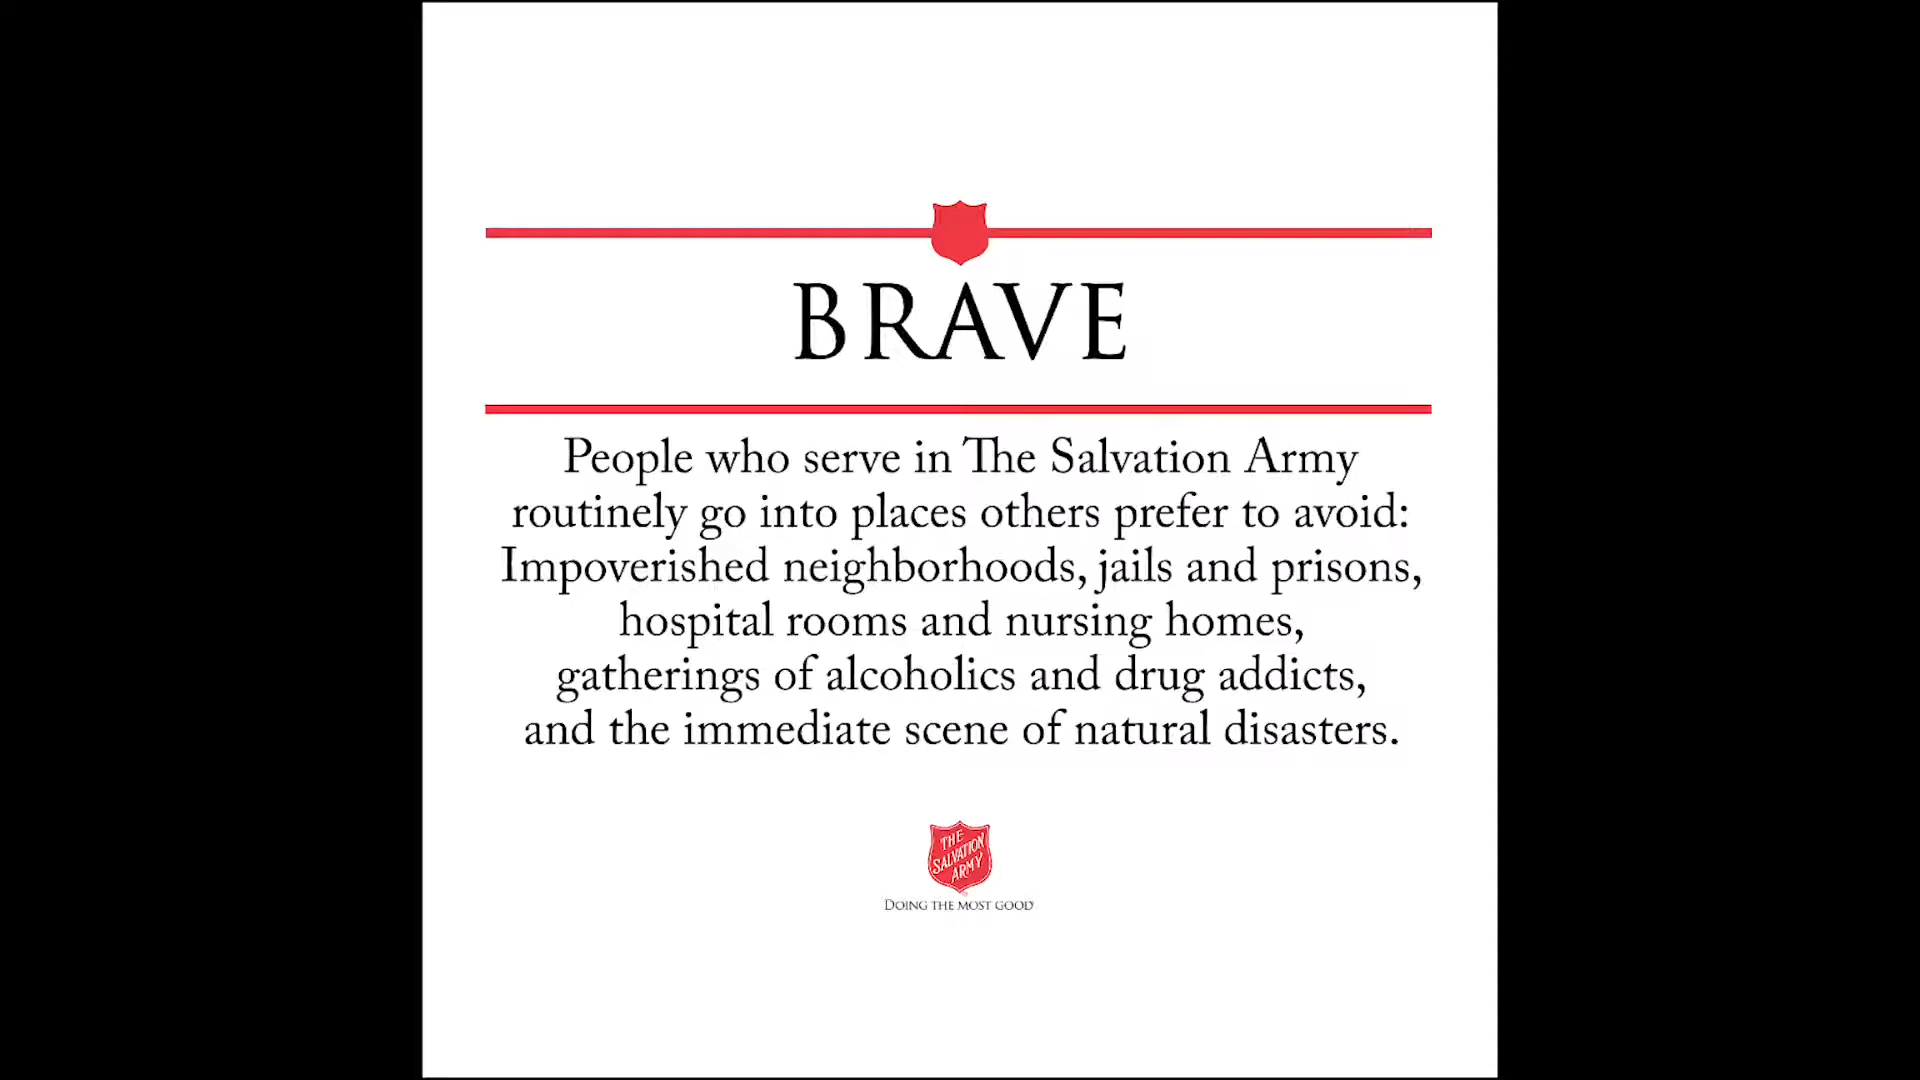 BRAVE
People who serve in The Salvation Army
routinely go into places others prefer to avoid:
Impoverished neighborhoods, jails and prisons,
hospital rooms and nursing homes,
gatherings of alcoholics and drug addicts,
and the immediate scene of natural disasters.
THE
SALVATION
ARMY
DOING THE MOST GOOD